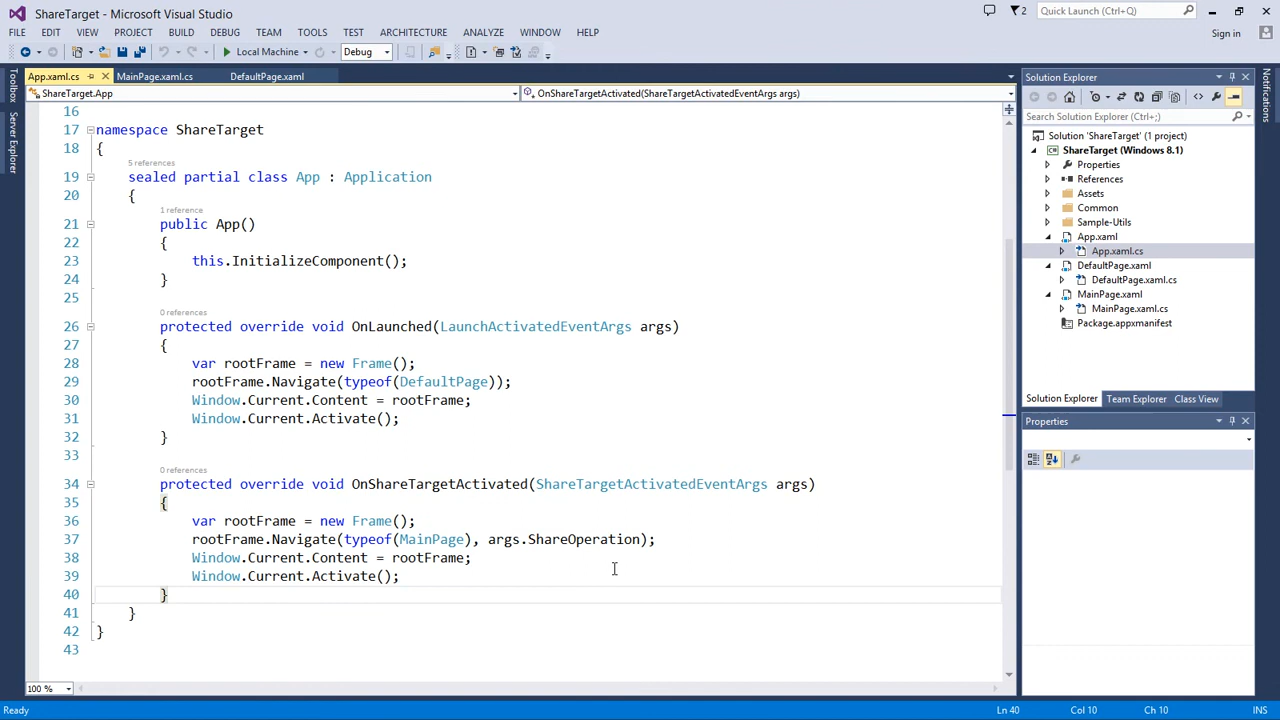 ShareTarget - Microsoft Visual Studio
2
Quick Launch (Ctrl+Q)
FILE EDIT VIEW PROJECT BUILD DEBUG TEAM TOOLS TEST ARCHITECTURE ANALYZE WINDOW HELP
Sign in
Local Machine Debug
App.xaml.cs MainPage.xaml.cs DefaultPage.xaml
ShareTarget.App
OnShareTargetActivated(ShareTargetActivatedEventArgs args)
Toolbox
Server Explorer
16
17 namespace ShareTarget
18 {
5 references
19 sealed partial class App : Application
20 {
1 reference
21 public App()
22 {
23 this.InitializeComponent();
24 }
25
0 references
26 protected override void OnLaunched(LaunchActivatedEventArgs args)
27 {
28 var rootFrame = new Frame();
29 rootFrame.Navigate(typeof(DefaultPage));
30 Window.Current.Content = rootFrame;
31 Window.Current.Activate();
32 }
33
0 references
34 protected override void OnShareTargetActivated(ShareTargetActivatedEventArgs args)
35 {
36 var rootFrame = new Frame();
37 rootFrame.Navigate(typeof(MainPage), args.ShareOperation);
38 Window.Current.Content = rootFrame;
39 Window.Current.Activate();
40 }
41 }
42 }
43
100 %
Solution Explorer
Search Solution Explorer (Ctrl+;)
Solution 'ShareTarget' (1 project)
ShareTarget (Windows 8.1)
Properties
References
Assets
Common
Sample-Utils
App.xaml
App.xaml.cs
DefaultPage.xaml
DefaultPage.xaml.cs
MainPage.xaml
MainPage.xaml.cs
Package.appxmanifest
Solution Explorer Team Explorer Class View
Properties
Notifications
Ready Ln 40 Col 10 Ch 10 INS